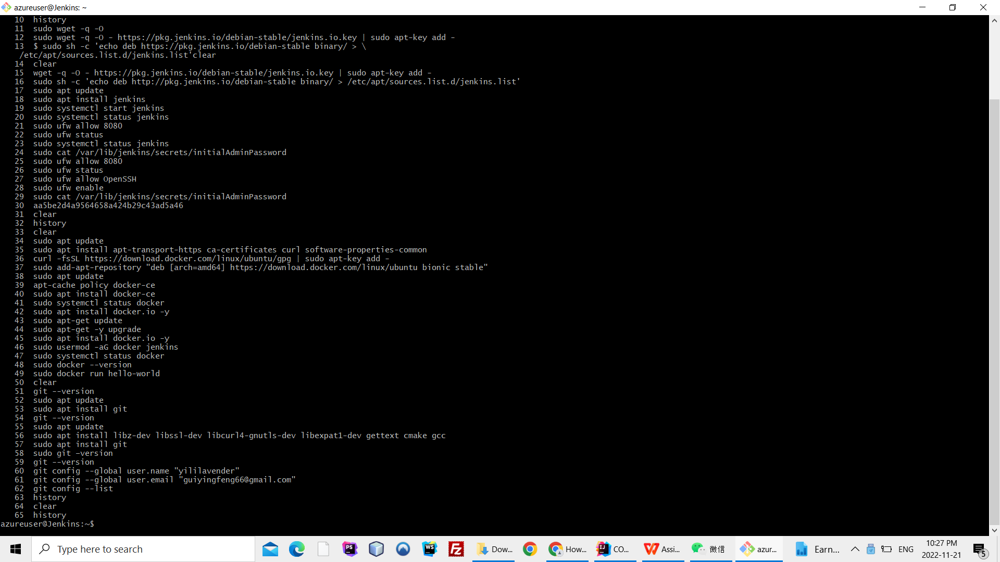 azureuser@Jenkins: ~
10 history
11 sudo wget -q -O
12 sudo wget -q -O - https://pkg.jenkins.io/debian-stable/jenkins.io.key | sudo apt-key add -
13 $ sudo sh -c 'echo deb https://pkg.jenkins.io/debian-stable binary/ > \
/etc/apt/sources.list.d/jenkins.list'clear
14 clear
15 wget -q -O - https://pkg.jenkins.io/debian-stable/jenkins.io.key | sudo apt-key add -
16 sudo sh -c 'echo deb http://pkg.jenkins.io/debian-stable binary/ > /etc/apt/sources.list.d/jenkins.list'
17 sudo apt update
18 sudo apt install jenkins
19 sudo systemctl start jenkins
20 sudo systemctl status jenkins
21 sudo ufw allow 8080
22 sudo ufw status
23 sudo systemctl status jenkins
24 sudo cat /var/lib/jenkins/secrets/initialAdminPassword
25 sudo ufw allow 8080
26 sudo ufw status
27 sudo ufw allow OpenSSH
28 sudo ufw enable
29 sudo cat /var/lib/jenkins/secrets/initialAdminPassword
30 aa5be2d4a9564658a424b29c43ad5a46
31 clear
32 history
33 clear
34 sudo apt update
35 sudo apt install apt-transport-https ca-certificates curl software-properties-common
36 curl -fsSL https://download.docker.com/linux/ubuntu/gpg | sudo apt-key add -
37 sudo add-apt-repository "deb [arch=amd64] https://download.docker.com/linux/ubuntu bionic stable"
38 sudo apt update
39 apt-cache policy docker-ce
40 sudo apt install docker-ce
41 sudo systemctl status docker
42 sudo apt install docker.io -y
43 sudo apt-get update
44 sudo apt-get -y upgrade
45 sudo apt install docker.io -y
46 sudo usermod -aG docker jenkins
47 sudo systemctl status docker
48 sudo docker --version
49 sudo docker run hello-world
50 clear
51 git --version
52 sudo apt update
53 sudo apt install git
54 git --version
55 sudo apt update
56 sudo apt install libz-dev libssl-dev libcurl4-gnutls-dev libexpat1-dev gettext cmake gcc
57 sudo apt install git
58 sudo git –version
59 git --version
60 git config --global user.name "yililavender"
61 git config --global user.email "guiyingfeng66@gmail.com"
62 git config --list
63 history
64 clear
65 history
azureuser@Jenkins:~$
Type here to search
PS
WS
FZ
Dow...
How...
IJ
CO...
Assi...
微信
azur...
Earn...
ENG
10:27 PM
2022-11-21
5